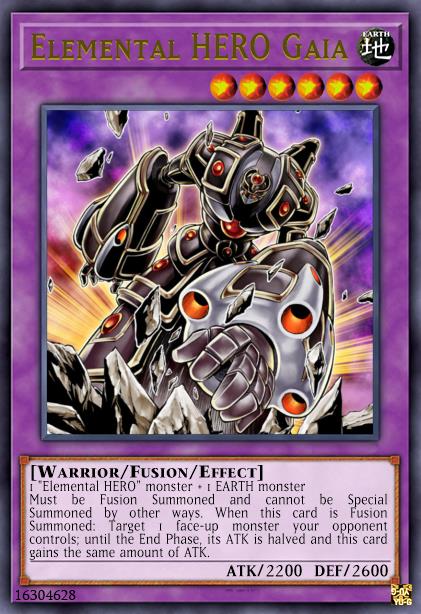 Elemental HERO Gaia
EARTH
地
[Warrior/Fusion/Effect]
1 "Elemental HERO" monster + 1 EARTH monster
Must be Fusion Summoned and cannot be Special
Summoned by other ways. When this card is Fusion
Summoned: Target 1 face-up monster your opponent
controls; until the End Phase, its ATK is halved and this card
gains the same amount of ATK.
ATK/2200 DEF/2600
16304628